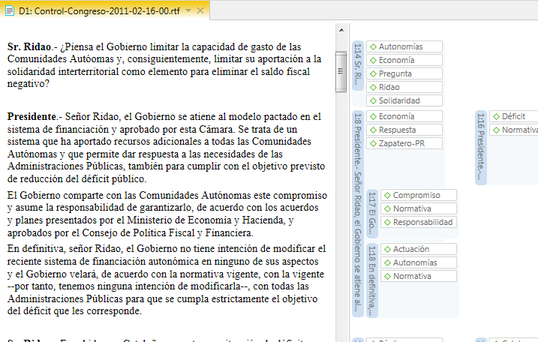 D1: Control-Congreso-2011-02-16-00.rtf
Sr. Ridao.- ¿Piensa el Gobierno limitar la capacidad de gasto de las
Comunidades Autóomas y, consiguientemente, limitar su aportación a la
solidaridad interterritorial como elemento para eliminar el saldo fiscal
negativo?
Presidente.- Señor Ridao, el Gobierno se atiene al modelo pactado en el
sistema de financiación y aprobado por esta Cámara. Se trata de un
sistema que ha aportado recursos adicionales a todas las Comunidades
Autónomas y que permite dar respuesta a las necesidades de las
Administraciones Públicas, también para cumplir con el objetivo previsto
de reducción del déficit público.
El Gobierno comparte con las Comunidades Autónomas este compromiso
y asume la responsabilidad de garantizarlo, de acuerdo con los acuerdos
y planes presentados por el Ministerio de Economía y Hacienda, y
aprobados por el Consejo de Política Fiscal y Financiera.
En definitiva, señor Ridao, el Gobierno no tiene intención de modificar el
reciente sistema de financiación autonómica en ninguno de sus aspectos
y el Gobierno velará, de acuerdo con la normativa vigente, con la vigente
--por tanto, tenemos ninguna intención de modificarla--, con todas las
Administraciones Públicas para que se cumpla estrictamente el objetivo
del déficit que les corresponde.
1:14 Sr. Ri...
Autonomías
Economía
Pregunta
Ridao
Solidaridad
1:8 Presidente.- Señor Ridao, el Gobierno se atiene al...
Economía
Respuesta
Zapatero-PR
1:16 Presidente.-...
Déficit
Normativa
1:17 El Go...
Compromiso
Normativa
Responsabilidad
1:18 En definitiva,...
Actuación
Autonomías
Normativa